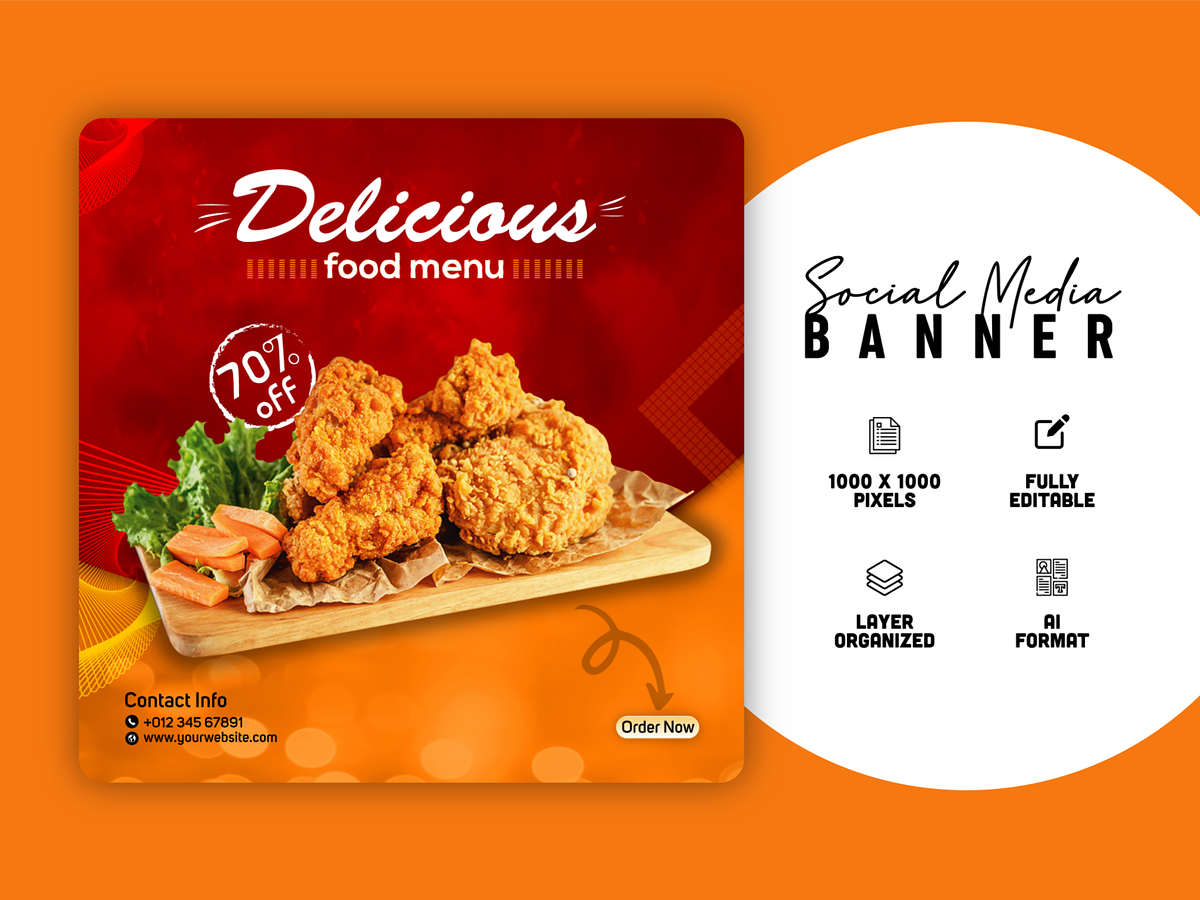 Delicious
food menu
70%
off
Contact Info
+012 345 67891
www.yourwebsite.com
Order Now
Social Media
BANNER
1000 X 1000
PIXELS
FULLY
EDITABLE
LAYER
ORGANIZED
AI
FORMAT